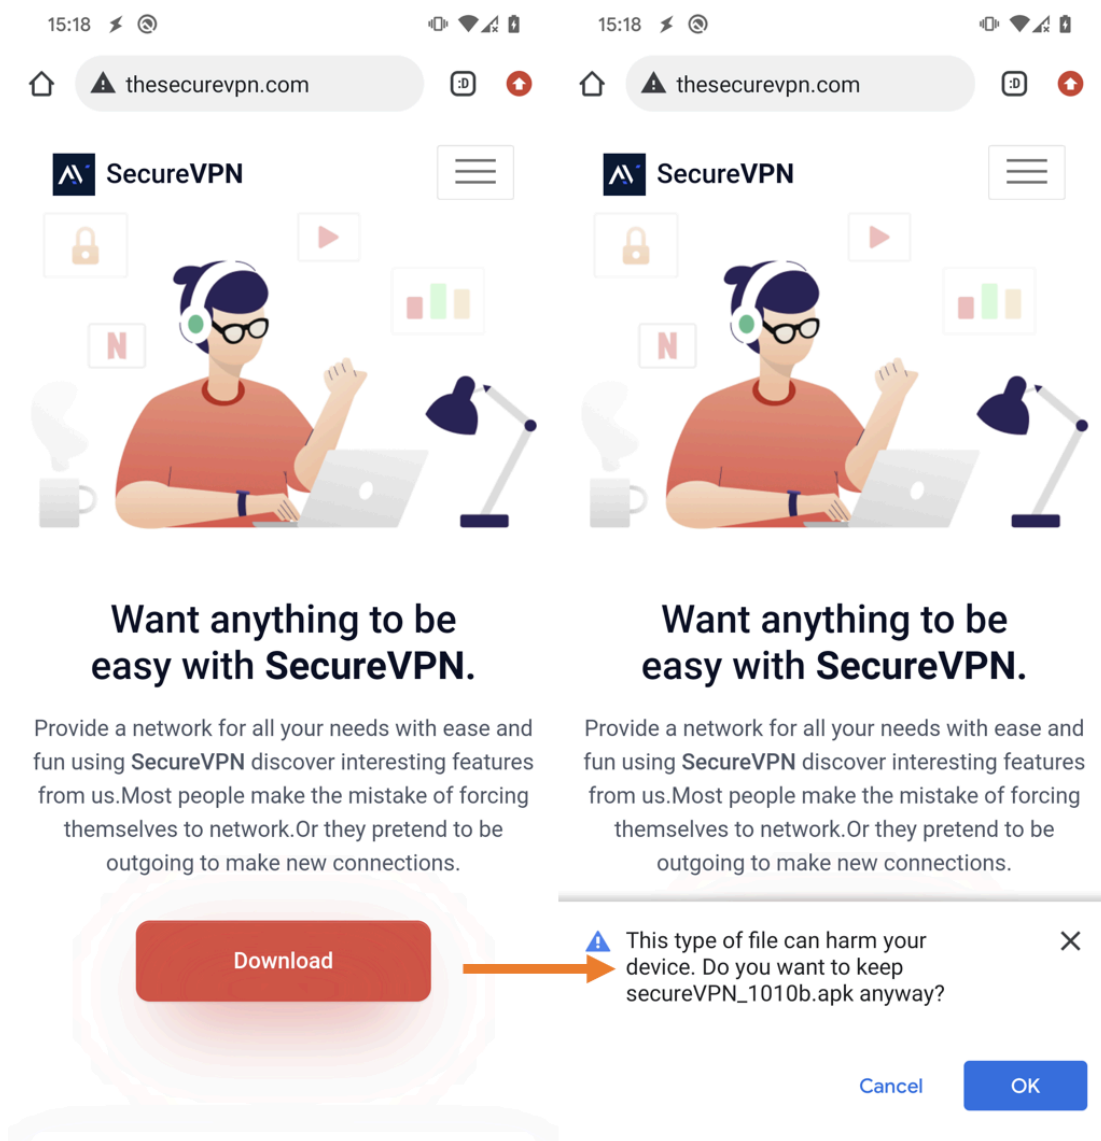 15:18
thesecurevpn.com
:D
SecureVPN
N
Want anything to be
easy with SecureVPN.
Provide a network for all your needs with ease and
fun using SecureVPN discover interesting features
from us.Most people make the mistake of forcing
themselves to network.Or they pretend to be
outgoing to make new connections.
Download
15:18
thesecurevpn.com
:D
SecureVPN
N
Want anything to be
easy with SecureVPN.
Provide a network for all your needs with ease and
fun using SecureVPN discover interesting features
from us.Most people make the mistake of forcing
themselves to network.Or they pretend to be
outgoing to make new connections.
This type of file can harm your
device. Do you want to keep
secureVPN_1010b.apk anyway?
Cancel
OK